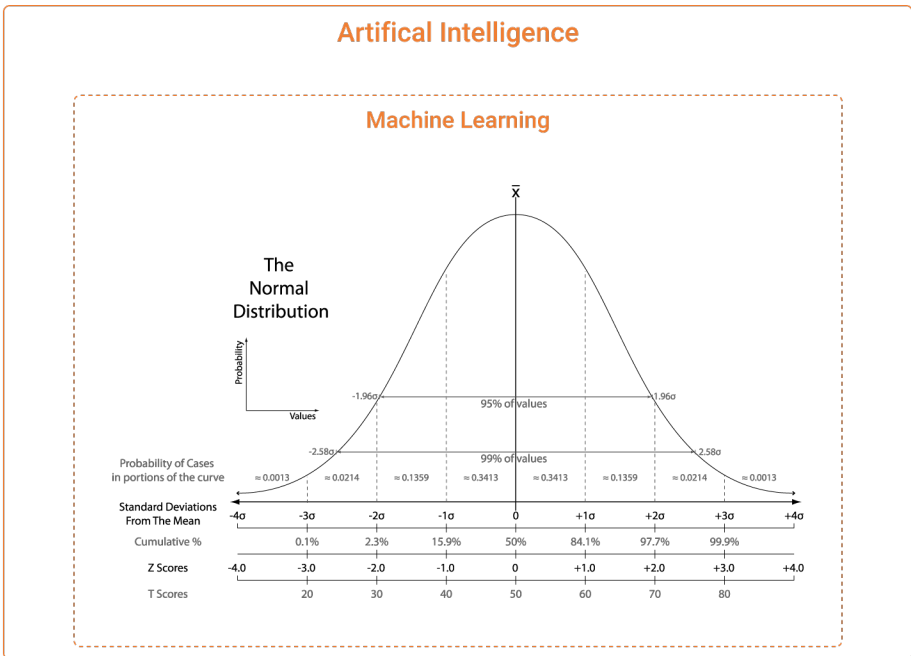 Artifical Intelligence
Machine Learning
x̄
The
Normal
Distribution
Probability
Values
-1.96σ
95% of values
1.96σ
-2.58σ
99% of values
2.58σ
Probability of Cases
in portions of the curve
≈ 0.0013 ≈ 0.0214 ≈ 0.1359 ≈ 0.3413 ≈ 0.3413 ≈ 0.1359 ≈ 0.0214 ≈ 0.0013
Standard Deviations
From The Mean
-4σ -3σ -2σ -1σ 0 +1σ +2σ +3σ +4σ
Cumulative % 0.1% 2.3% 15.9% 50% 84.1% 97.7% 99.9%
Z Scores -4.0 -3.0 -2.0 -1.0 0 +1.0 +2.0 +3.0 +4.0
T Scores 20 30 40 50 60 70 80